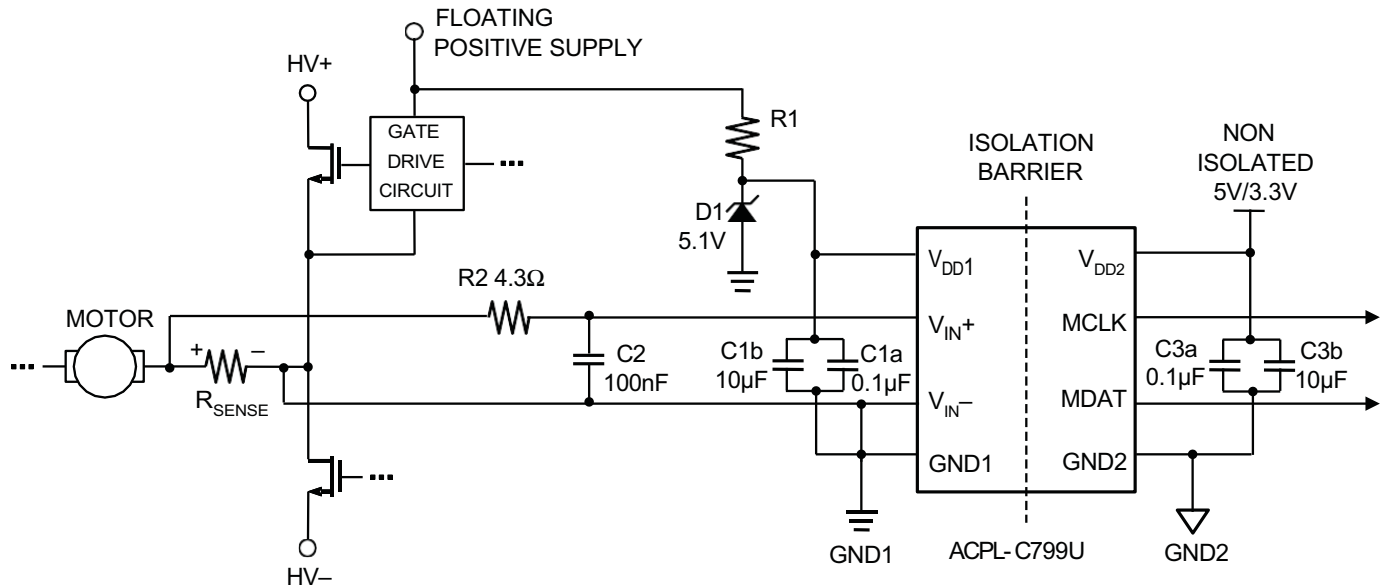 FLOATING
POSITIVE SUPPLY
HV+
GATE
DRIVE
CIRCUIT
...
R1
ISOLATION
BARRIER
NON
ISOLATED
5V/3.3V
D1
5.1V
VDD1
VDD2
R2 4.3Ω
MOTOR
VIN+
MCLK
...
+
–
RSENSE
C2
100nF
C1b
10µF
C1a
0.1µF
C3a
0.1µF
C3b
10µF
VIN–
MDAT
GND1
GND2
...
HV–
GND1
ACPL-C799U
GND2